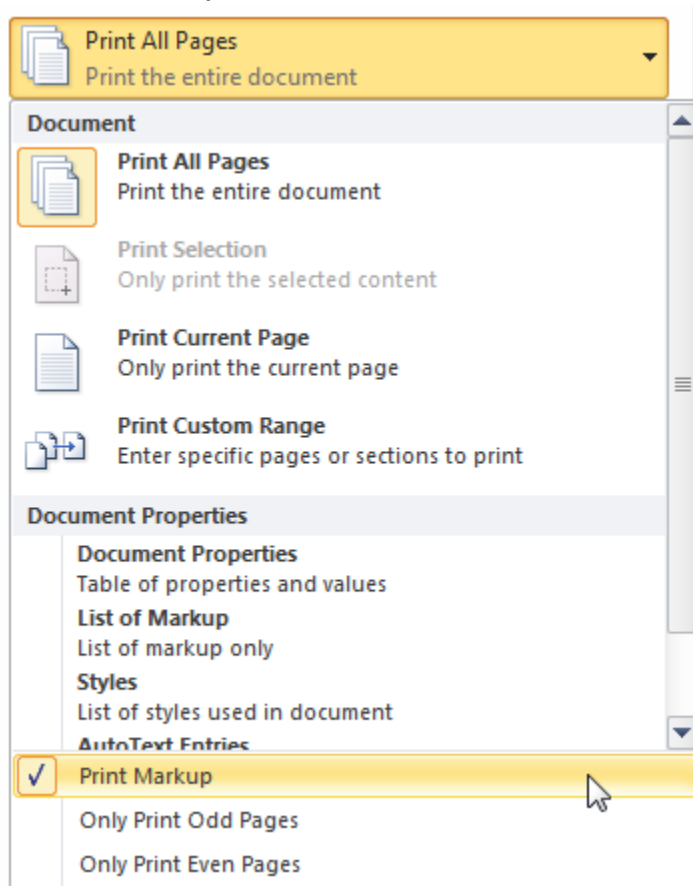 Print All Pages
Print the entire document
Document
Print All Pages
Print the entire document
Print Selection
Only print the selected content
Print Current Page
Only print the current page
Print Custom Range
Enter specific pages or sections to print
Document Properties
Document Properties
Table of properties and values
List of Markup
List of markup only
Styles
List of styles used in document
AutoText Entries
Print Markup
Only Print Odd Pages
Only Print Even Pages